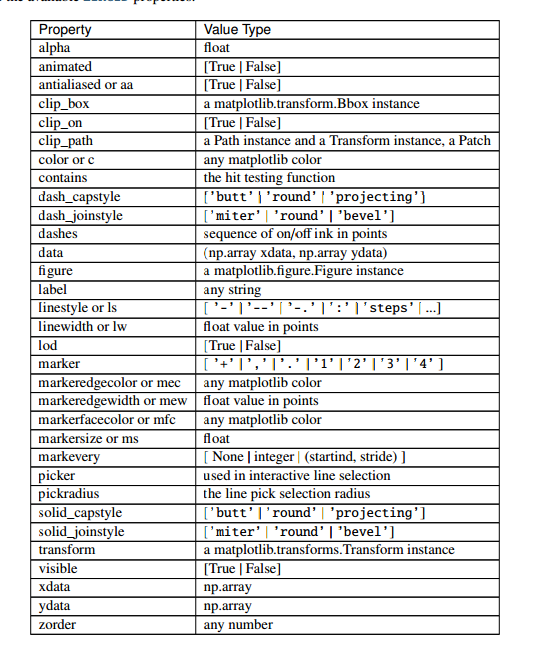 Property Value Type
alpha float
animated [True | False]
antialiased or aa [True | False]
clip_box a matplotlib.transform.Bbox instance
clip_on [True | False]
clip_path a Path instance and a Transform instance, a Patch
color or c any matplotlib color
contains the hit testing function
dash_capstyle ['butt' | 'round' | 'projecting']
dash_joinstyle ['miter' | 'round' | 'bevel']
dashes sequence of on/off ink in points
data (np.array xdata, np.array ydata)
figure a matplotlib.figure.Figure instance
label any string
linestyle or ls [ '-' | '--' | '-.' | ':' | 'steps' | ...]
linewidth or lw float value in points
lod [True | False]
marker [ '+' | ',' | '.' | '1' | '2' | '3' | '4' ]
markeredgecolor or mec any matplotlib color
markeredgewidth or mew float value in points
markerfacecolor or mfc any matplotlib color
markersize or ms float
markevery [ None | integer | (startind, stride) ]
picker used in interactive line selection
pickradius the line pick selection radius
solid_capstyle ['butt' | 'round' | 'projecting']
solid_joinstyle ['miter' | 'round' | 'bevel']
transform a matplotlib.transforms.Transform instance
visible [True | False]
xdata np.array
ydata np.array
zorder any number